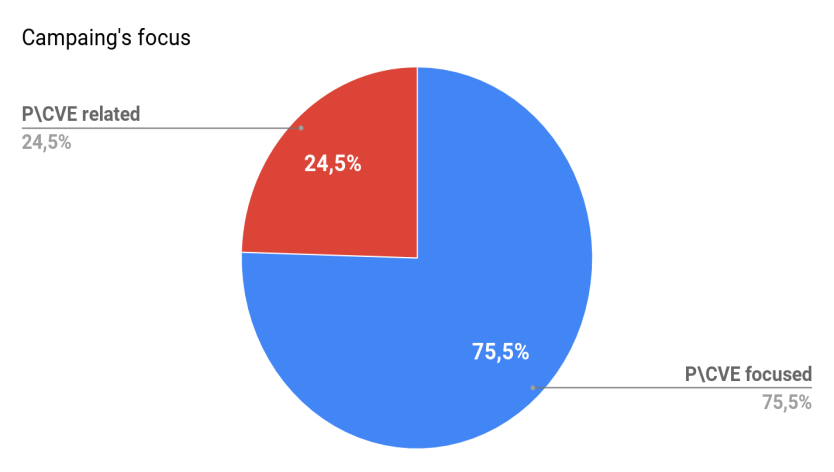 Campaing's focus
P\CVE related
24,5%
24,5%
75,5%
P\CVE focused
75,5%